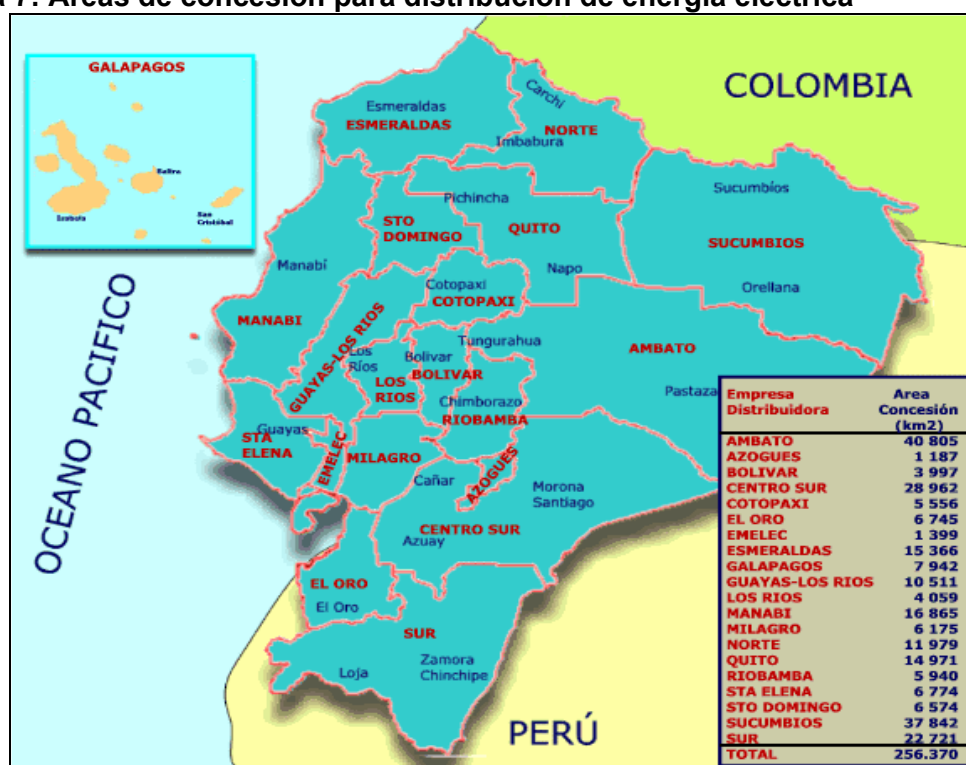 a 7. Áreas de concesión para distribución de energía eléctrica
GALAPAGOS
Baltra
Isabela
San
Cristóbal
COLOMBIA
Esmeraldas
ESMERALDAS
Carchi
NORTE
Imbabura
Pichincha
STO
DOMINGO
QUITO
Napo
Sucumbíos
SUCUMBIOS
Orellana
Manabí
MANABI
Cotopaxi
COTOPAXI
GUAYAS-LOS RIOS
Los
Ríos
LOS
RIOS
Bolivar
BOLIVAR
Tungurahua
AMBATO
Pastaza
Chimborazo
RIOBAMBA
Guayas
STA
ELENA
EMELEC
MILAGRO
Cañar
AZOGUES
Morona
Santiago
CENTRO SUR
Azuay
EL ORO
El Oro
SUR
Loja
Zamora
Chinchipe
OCEANO PACIFICO
PERÚ
Empresa Area
Distribuidora Concesión
(km2)
AMBATO 40 805
AZOGUES 1 187
BOLIVAR 3 997
CENTRO SUR 28 962
COTOPAXI 5 556
EL ORO 6 745
EMELEC 1 399
ESMERALDAS 15 366
GALAPAGOS 7 942
GUAYAS-LOS RIOS 10 511
LOS RIOS 4 059
MANABI 16 865
MILAGRO 6 175
NORTE 11 979
QUITO 14 971
RIOBAMBA 5 940
STA ELENA 6 774
STO DOMINGO 6 574
SUCUMBIOS 37 842
SUR 22 721
TOTAL 256.370